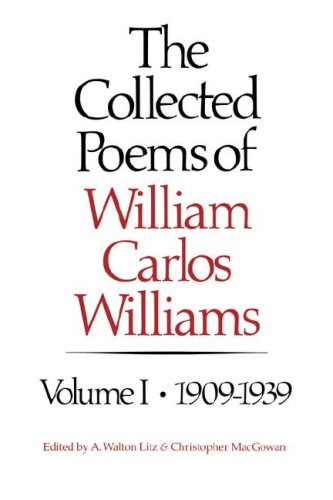 The
Collected
Poems of
William
Carlos
Williams
Volume I · 1909-1939
Edited by A. Walton Litz & Christopher MacGowan